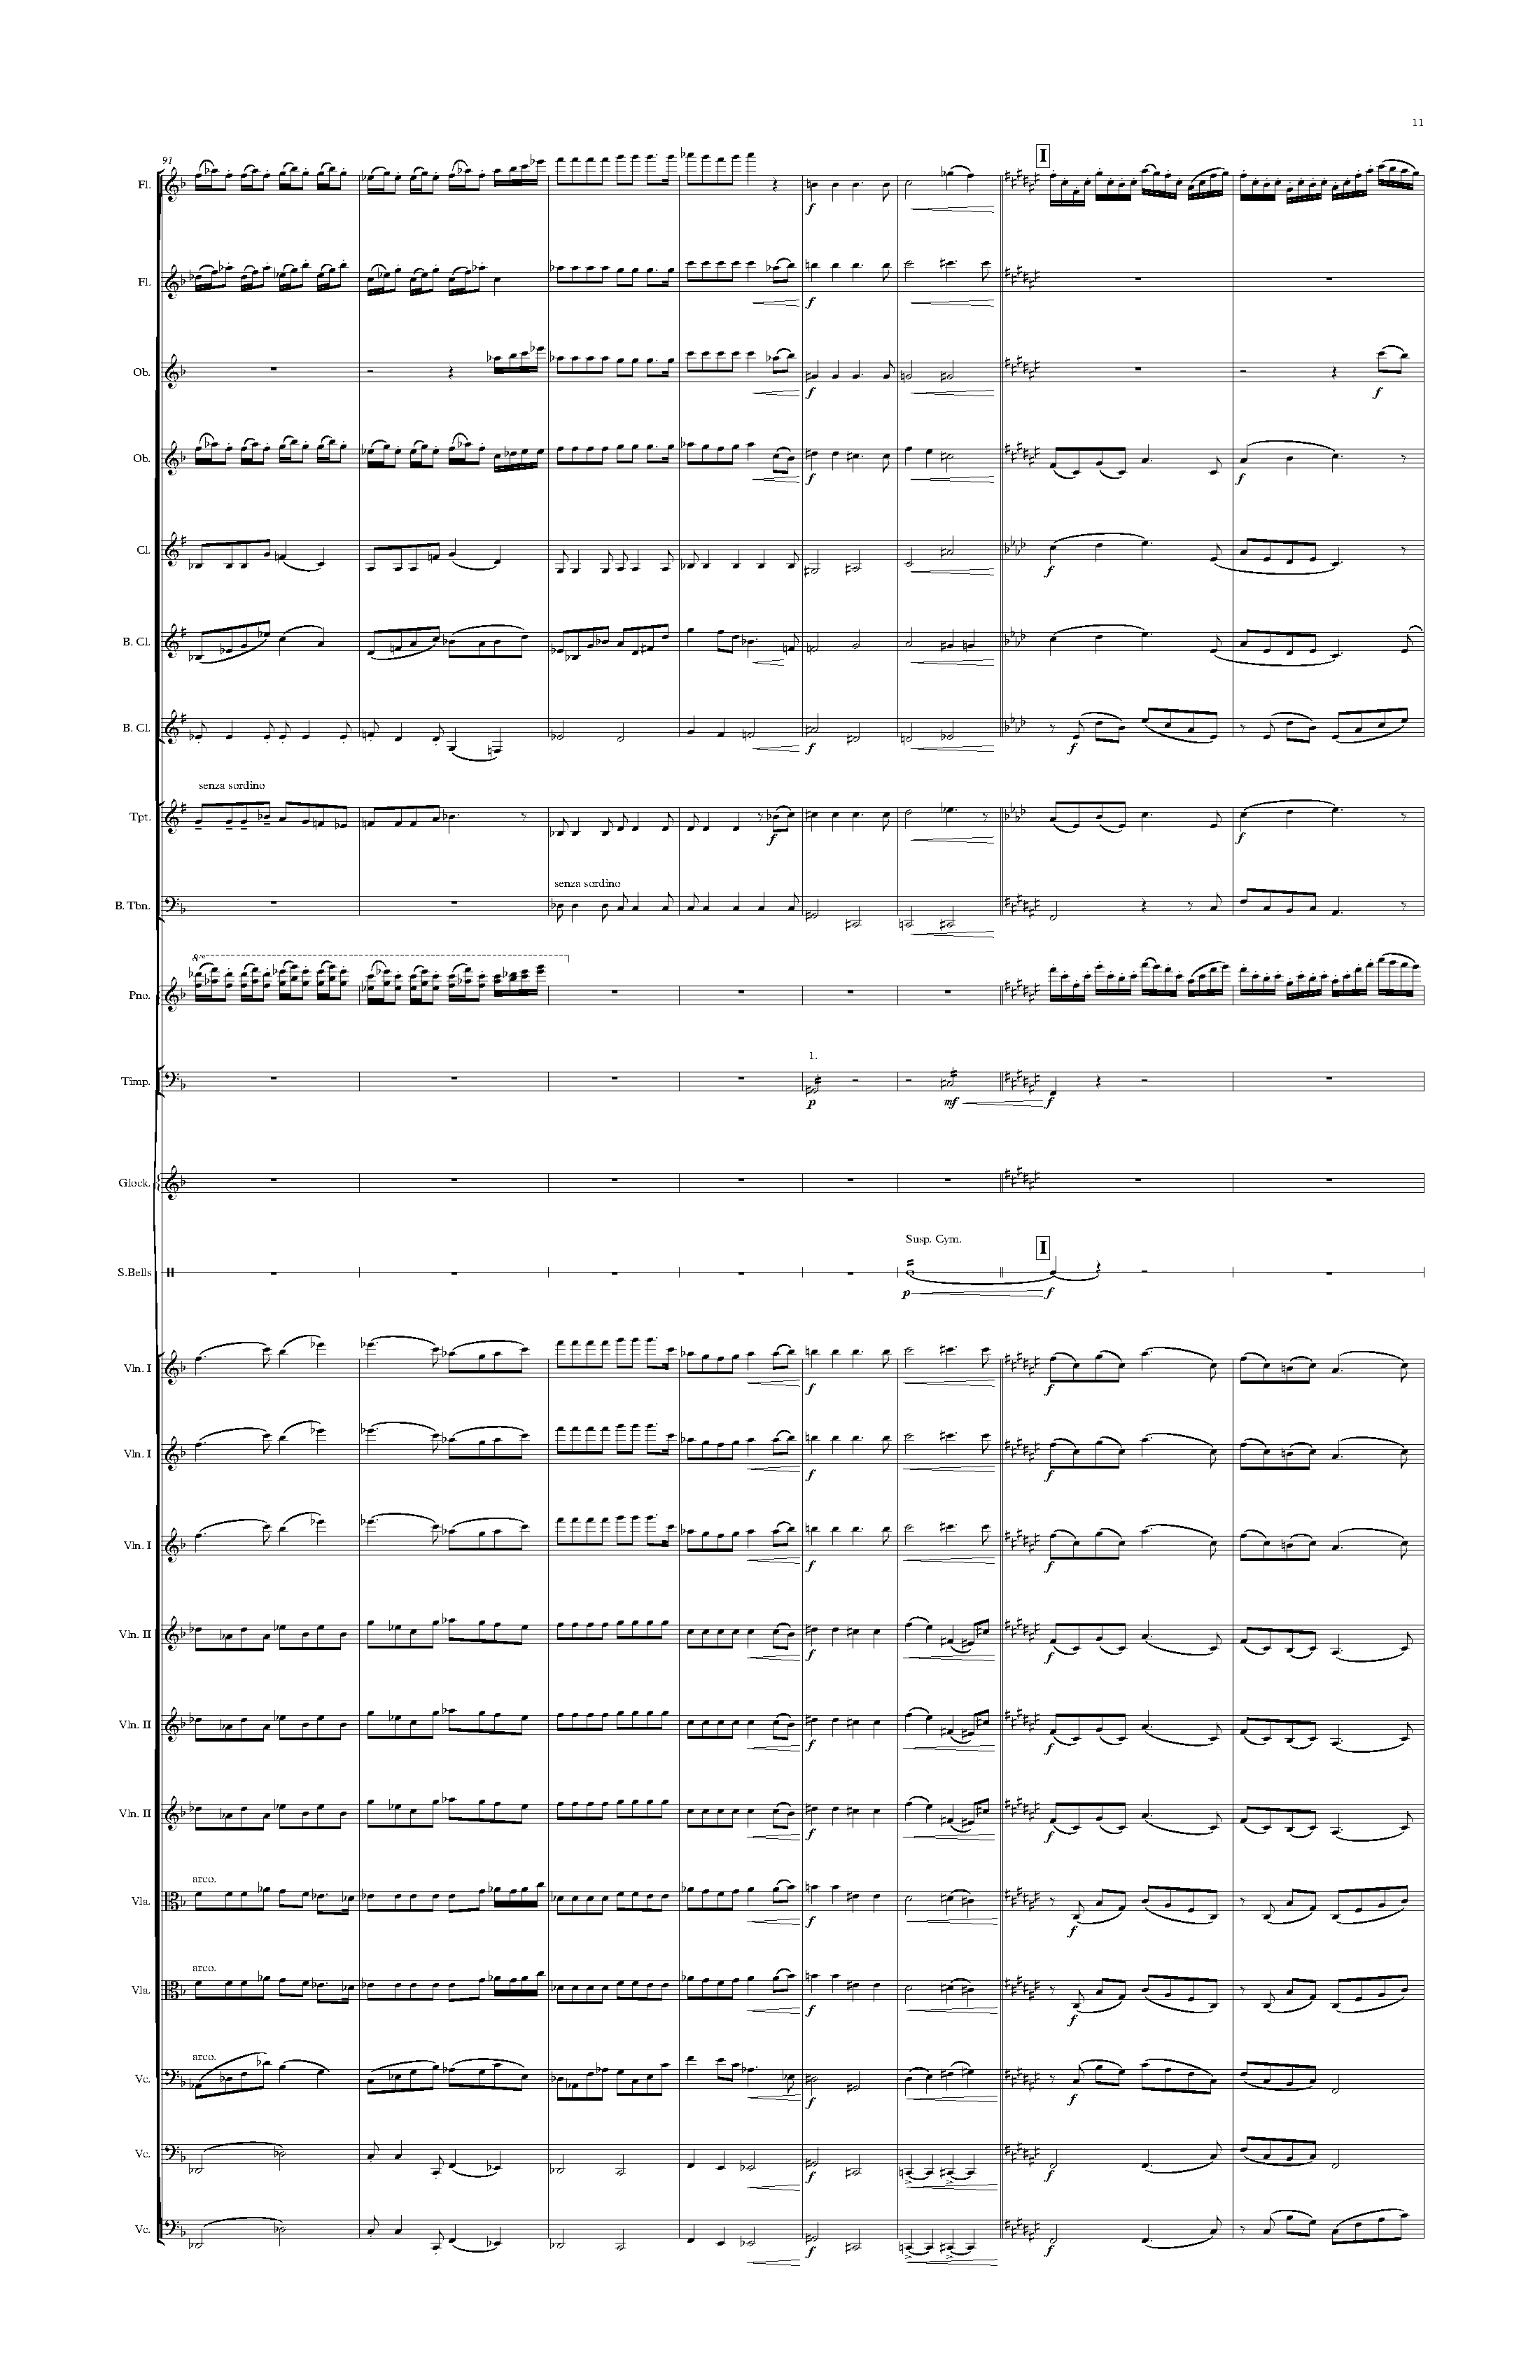 11
91
I
Fl.
f
Fl.
f
Ob.
f
f
Ob.
f
f
Cl.
f
B. Cl.
B. Cl.
f
f
senza sordino
Tpt.
f
f
senza sordino
B. Tbn.
8va
Pno.
1.
Timp.
p mf f
Glock.
Susp. Cym.
I
S.Bells
p f
Vln. I
f f
Vln. I
f f
Vln. I
f f
Vln. II
f f
Vln. II
f f
Vln. II
f f
arco.
Vla.
f f
arco.
Vla.
f f
arco.
Vc.
f f
Vc.
f f
Vc.
f f